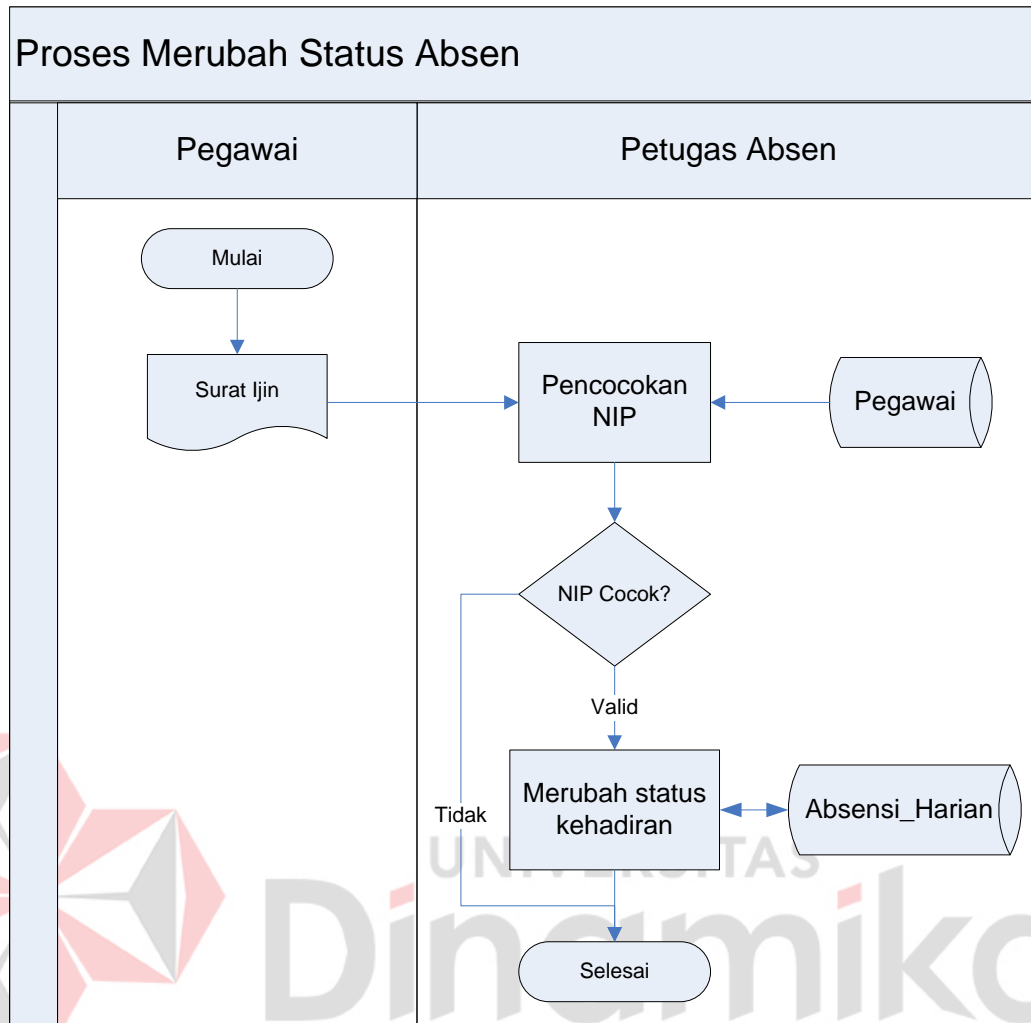 Proses Merubah Status Absen
Pegawai
Petugas Absen
Mulai
Surat Ijin
Pencocokan
NIP
Pegawai
NIP Cocok?
Valid
Tidak
Merubah status
kehadiran
Absensi_Harian
UNIVERSITAS
Dinamika
Selesai